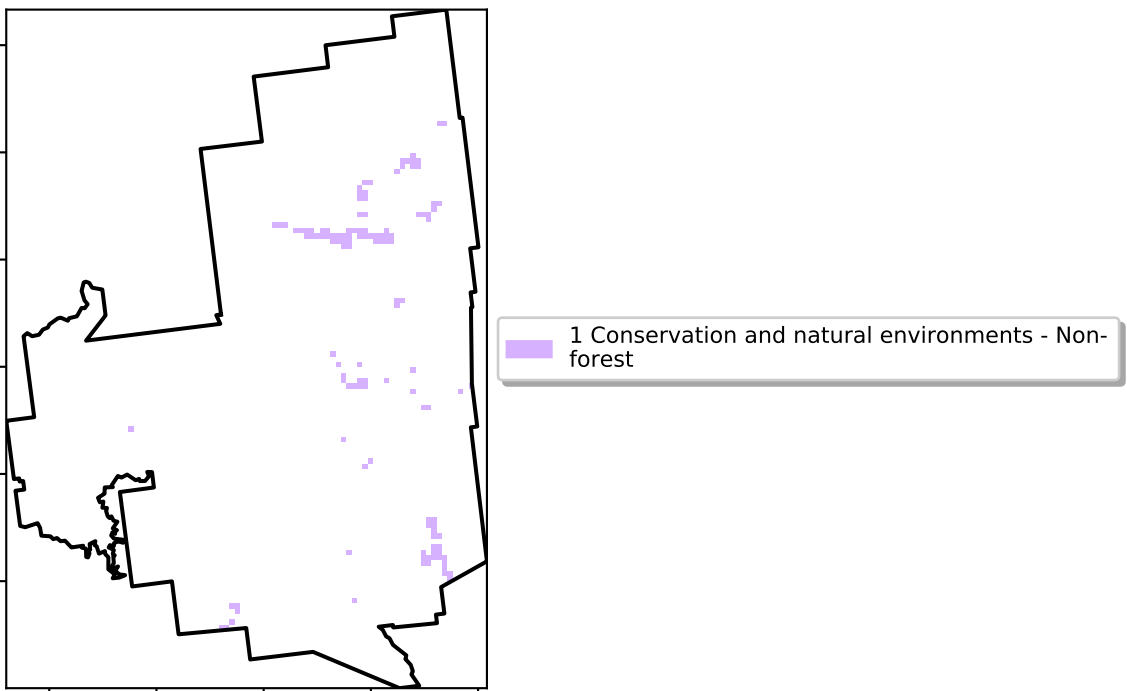 1 Conservation and natural environments - Non-
forest